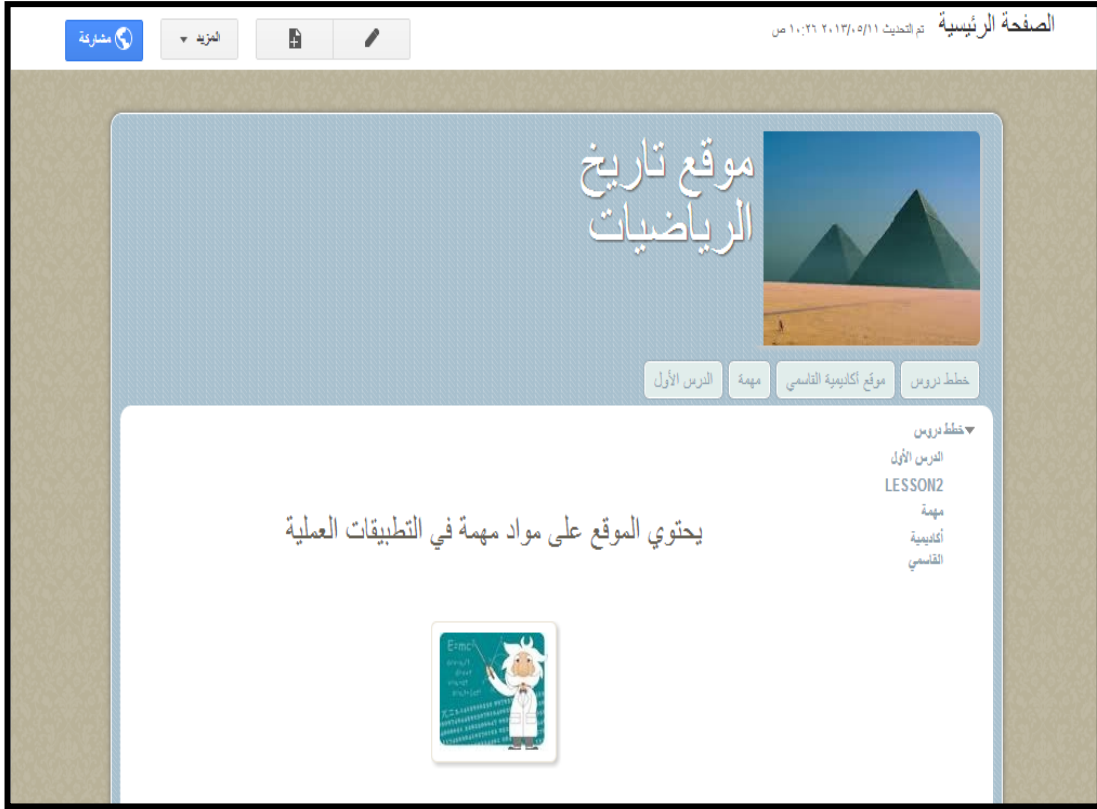 الصفحة الرئيسية تم التحديث ٢٠١٣/٠٥/١١ ١٠:٢٦ ص
المزيد
مشاركة
موقع تاريخ
الرياضيات
خطط دروس
موقع أكاديمية القاسمي
مهمة
الدرس الأول
خطط دروس
الدرس الأول
LESSON2
مهمة
أكاديمية
القاسمي
يحتوي الموقع على مواد مهمة في التطبيقات العملية
E=mc²